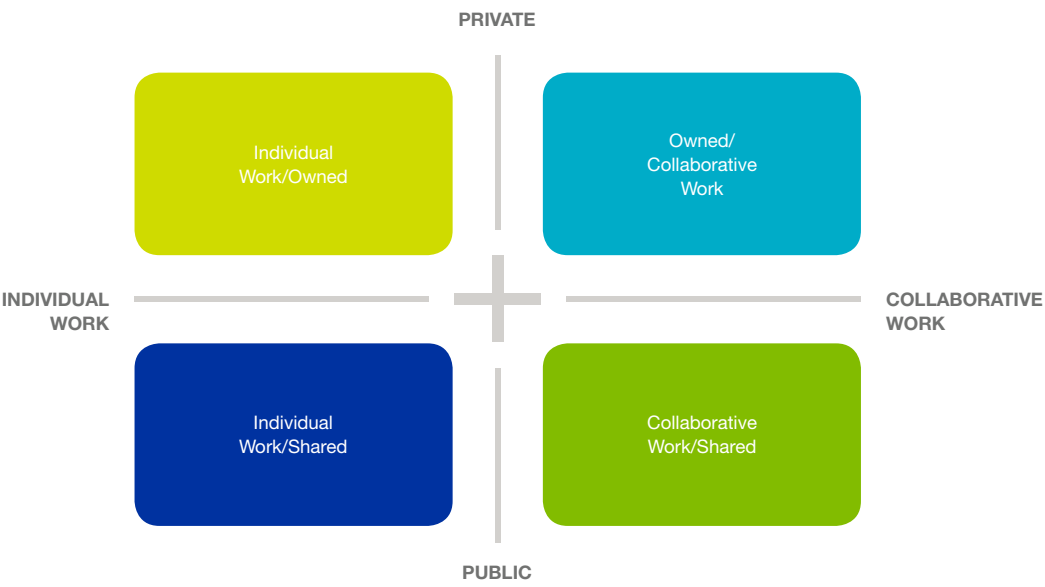 PRIVATE
Individual
Work/Owned
Owned/
Collaborative
Work
INDIVIDUAL
WORK
COLLABORATIVE
WORK
Individual
Work/Shared
Collaborative
Work/Shared
PUBLIC